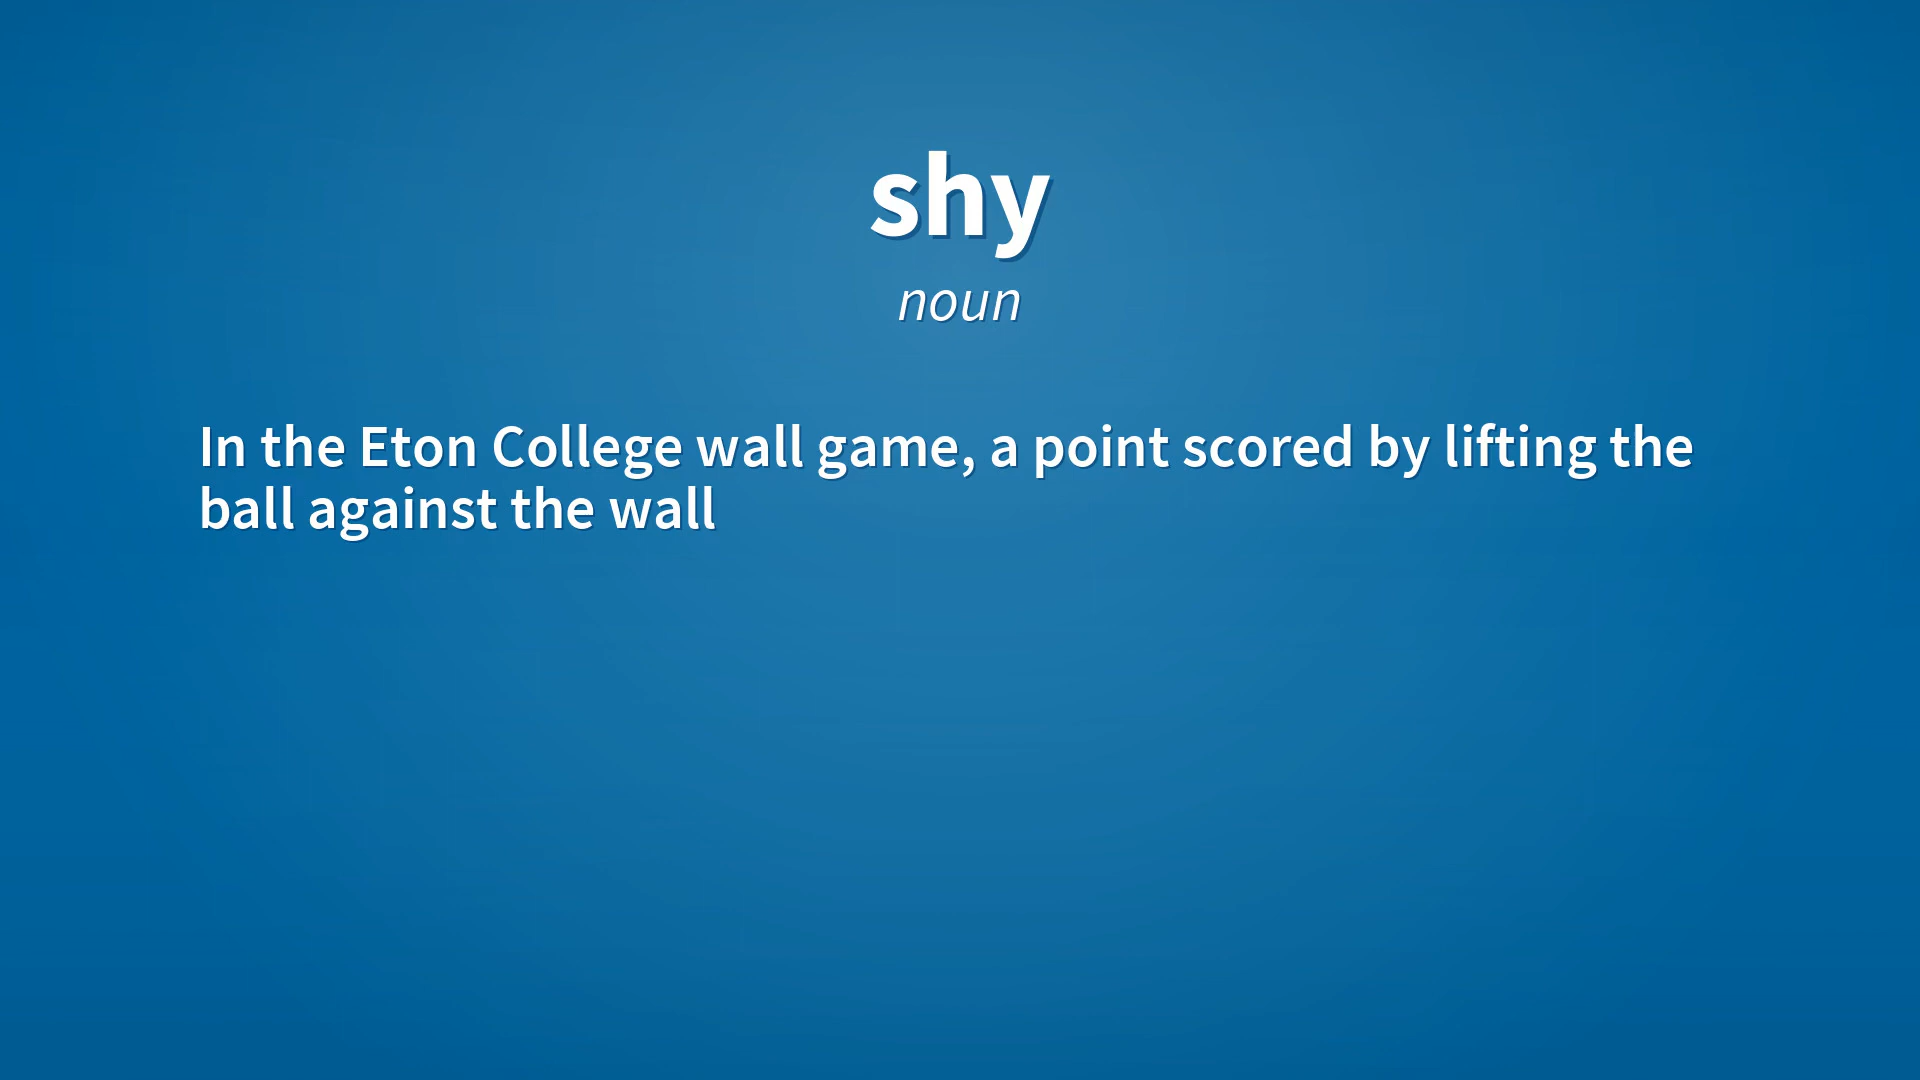 shy
noun
In the Eton College wall game, a point scored by lifting the
ball against the wall